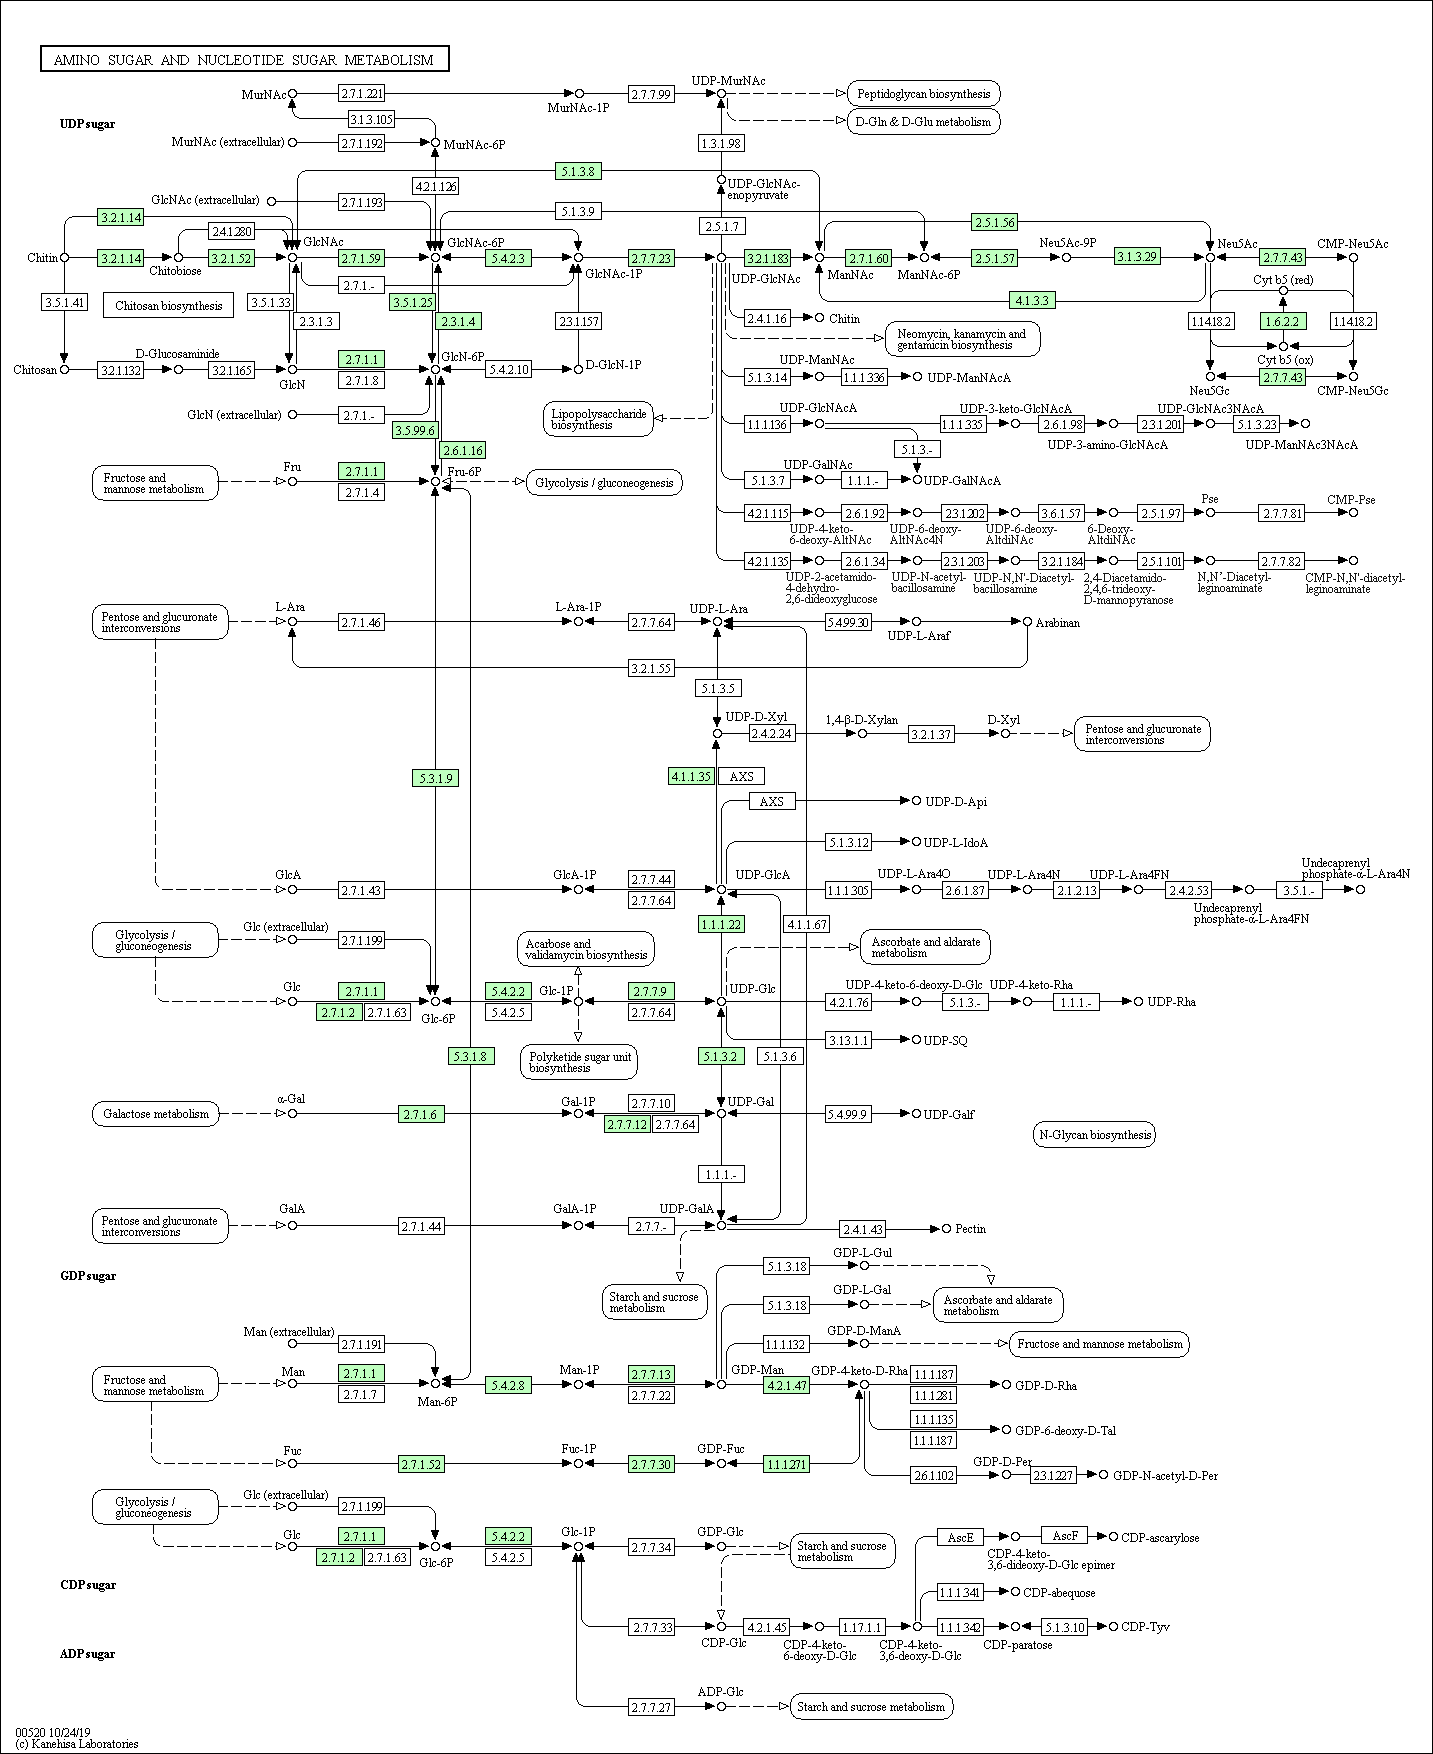 AMINO SUGAR AND NUCLEOTIDE SUGAR METABOLISM
UDP-MurNAc
MurNAc
2.7.1.221
MurNAc-1P
2.7.7.99
Peptidoglycan biosynthesis
UDP sugar
3.1.3.105
D-Gln & D-Glu metabolism
MurNAc (extracellular)
2.7.1.192
MurNAc-6P
1.3.1.98
5.1.3.8
4.2.1.126
UDP-GlcNAc-
enopyruvate
GlcNAc (extracellular)
2.7.1.193
5.1.3.9
3.2.1.14
2.4.1.280
2.5.1.7
2.5.1.56
GlcNAc
GlcNAc-6P
Neu5Ac-9P
Neu5Ac
CMP-Neu5Ac
Chitin
3.2.1.14
Chitobiose
3.2.1.52
2.7.1.59
5.4.2.3
GlcNAc-1P
2.7.7.23
UDP-GlcNAc
3.2.1.183
ManNAc
2.7.1.60
ManNAc-6P
2.5.1.57
3.1.3.29
2.7.7.43
2.7.1.-
Cyt b5 (red)
3.5.1.41
Chitosan biosynthesis
3.5.1.33
3.5.1.25
4.1.3.3
2.3.1.3
2.3.1.4
2.3.1.157
2.4.1.16
Chitin
1.14.18.2
1.6.2.2
1.14.18.2
Neomycin, kanamycin and
gentamicin biosynthesis
D-Glucosaminide
2.7.1.1
GlcN-6P
UDP-ManNAc
Cyt b5 (ox)
Chitosan
3.2.1.132
3.2.1.165
GlcN
2.7.1.8
5.4.2.10
D-GlcN-1P
5.1.3.14
1.1.1.336
UDP-ManNAcA
Neu5Gc
2.7.7.43
CMP-Neu5Gc
GlcN (extracellular)
2.7.1.-
Lipopolysaccharide
biosynthesis
UDP-GlcNAcA
UDP-3-keto-GlcNAcA
UDP-GlcNAc3NAcA
3.5.99.6
1.1.1.136
1.1.1.335
2.6.1.98
2.3.1.201
5.1.3.23
2.6.1.16
5.1.3.-
UDP-3-amino-GlcNAcA
UDP-ManNAc3NAcA
Fructose and
mannose metabolism
Fru
2.7.1.1
2.7.1.4
Fru-6P
Glycolysis / gluconeogenesis
UDP-GalNAc
5.1.3.7
1.1.1.-
UDP-GalNAcA
Pse
CMP-Pse
4.2.1.115
2.6.1.92
2.3.1.202
3.6.1.57
2.5.1.97
2.7.7.81
UDP-4-keto-
6-deoxy-AltNAc
UDP-6-deoxy-
AltNAc4N
UDP-6-deoxy-
AltdiNAc
6-Deoxy-
AltdiNAc
4.2.1.135
2.6.1.34
2.3.1.203
3.2.1.184
2.5.1.101
2.7.7.82
UDP-2-acetamido-
4-dehydro-
2,6-dideoxyglucose
UDP-N-acetyl-
bacillosamine
UDP-N,N'-Diacetyl-
bacillosamine
2,4-Diacetamido-
2,4,6-trideoxy-
D-mannopyranose
N,N'-Diacetyl-
leginoaminate
CMP-N,N'-diacetyl-
leginoaminate
Pentose and glucuronate
interconversions
L-Ara
2.7.1.46
L-Ara-1P
2.7.7.64
UDP-L-Ara
5.4.99.30
UDP-L-Araf
Arabinan
3.2.1.55
5.1.3.5
UDP-D-Xyl
2.4.2.24
1,4-β-D-Xylan
3.2.1.37
D-Xyl
Pentose and glucuronate
interconversions
5.3.1.9
4.1.1.35
AXS
AXS
UDP-D-Api
5.1.3.12
UDP-L-IdoA
GlcA
2.7.1.43
GlcA-1P
2.7.7.44
2.7.7.64
UDP-GlcA
1.1.1.305
UDP-L-Ara4O
2.6.1.87
UDP-L-Ara4N
2.1.2.13
UDP-L-Ara4FN
2.4.2.53
Undecaprenyl
phosphate-α-L-Ara4FN
3.5.1.-
Undecaprenyl
phosphate-α-L-Ara4N
1.1.1.22
4.1.1.67
Glycolysis /
gluconeogenesis
Glc (extracellular)
2.7.1.199
Acarbose and
validamycin biosynthesis
Ascorbate and aldarate
metabolism
Glc
2.7.1.1
2.7.1.2
2.7.1.63
Glc-6P
5.4.2.2
5.4.2.5
Glc-1P
2.7.7.9
2.7.7.64
UDP-Glc
4.2.1.76
UDP-4-keto-6-deoxy-D-Glc
5.1.3.-
UDP-4-keto-Rha
1.1.1.-
UDP-Rha
3.13.1.1
UDP-SQ
5.3.1.8
Polyketide sugar unit
biosynthesis
5.1.3.2
5.1.3.6
Galactose metabolism
α-Gal
2.7.1.6
Gal-1P
2.7.7.10
2.7.7.12
2.7.7.64
UDP-Gal
5.4.99.9
UDP-Galf
N-Glycan biosynthesis
1.1.1.-
Pentose and glucuronate
interconversions
GalA
2.7.1.44
GalA-1P
2.7.7.-
UDP-GalA
2.4.1.43
Pectin
GDP sugar
Starch and sucrose
metabolism
5.1.3.18
GDP-L-Gul
5.1.3.18
GDP-L-Gal
Ascorbate and aldarate
metabolism
Man (extracellular)
2.7.1.191
1.1.1.132
GDP-D-ManA
Fructose and mannose metabolism
Fructose and
mannose metabolism
Man
2.7.1.1
2.7.1.7
Man-6P
5.4.2.8
Man-1P
2.7.7.13
2.7.7.22
GDP-Man
4.2.1.47
GDP-4-keto-D-Rha
1.1.1.187
1.1.1.281
GDP-D-Rha
1.1.1.135
1.1.1.187
GDP-6-deoxy-D-Tal
Fuc
2.7.1.52
Fuc-1P
2.7.7.30
GDP-Fuc
1.1.1.271
2.6.1.102
GDP-D-Per
2.3.1.227
GDP-N-acetyl-D-Per
Glycolysis /
gluconeogenesis
Glc (extracellular)
2.7.1.199
Glc
2.7.1.1
2.7.1.2
2.7.1.63
Glc-6P
5.4.2.2
5.4.2.5
Glc-1P
2.7.7.34
GDP-Glc
Starch and sucrose
metabolism
AscE
CDP-4-keto-
3,6-dideoxy-D-Glc epimer
AscF
CDP-ascarylose
CDP sugar
1.1.1.341
CDP-abequose
2.7.7.33
CDP-Glc
4.2.1.45
CDP-4-keto-
6-deoxy-D-Glc
1.17.1.1
CDP-4-keto-
3,6-deoxy-D-Glc
1.1.1.342
CDP-paratose
5.1.3.10
CDP-Tyv
ADP sugar
2.7.7.27
ADP-Glc
Starch and sucrose metabolism
00520 10/24/19
(c) Kanehisa Laboratories